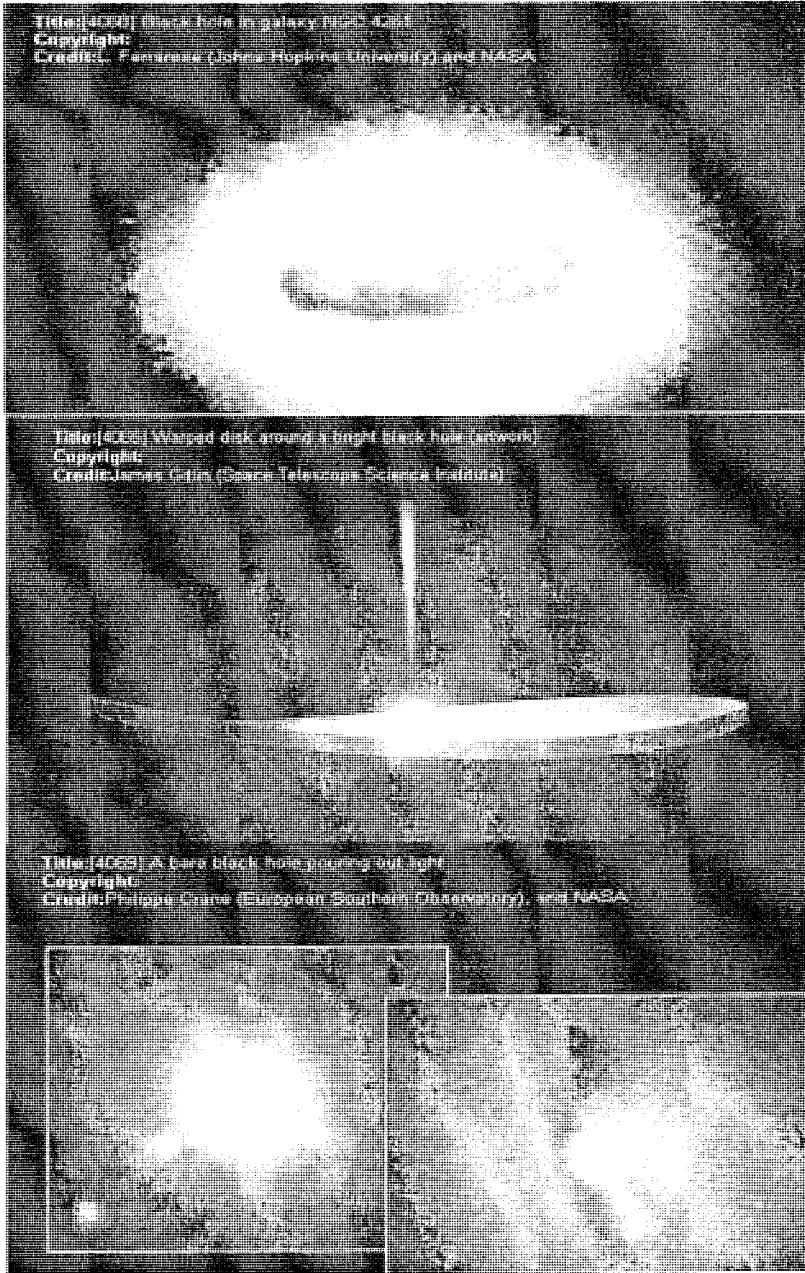 Title:[4068] Black hole in galaxy NGC 4261
Copyright:
Credit:L. Ferrarese (Johns Hopkins University) and NASA
Title:[4068] Warped disk around a bright black hole (artwork)
Copyright:
Credit:James Gitlin (Space Telescope Science Institute)
Title:[4069] A bare black hole pouring out light
Copyright:
Credit:Philippe Crane (European Southern Observatory), and NASA